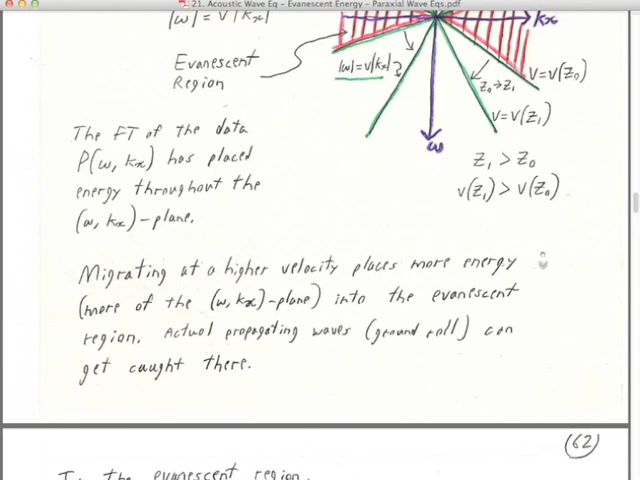 21. Acoustic Wave Eq - Evanescent Energy - Paraxial Wave Eqs.pdf
|ω| = v|kx|
kx
Evanescent
Region
|ω|=v|kx|
z0→z1
v=v(z0)
v=v(z1)
ω
z1 > z0
v(z1) > v(z0)
The FT of the data
P(ω, kx) has placed
energy throughout the
(ω, kx)-plane.
Migrating at a higher velocity places more energy
(more of the (ω, kx)-plane) into the evanescent
region. Actual propagating waves (ground roll) can
get caught there.
(62)
In the evanescent region,